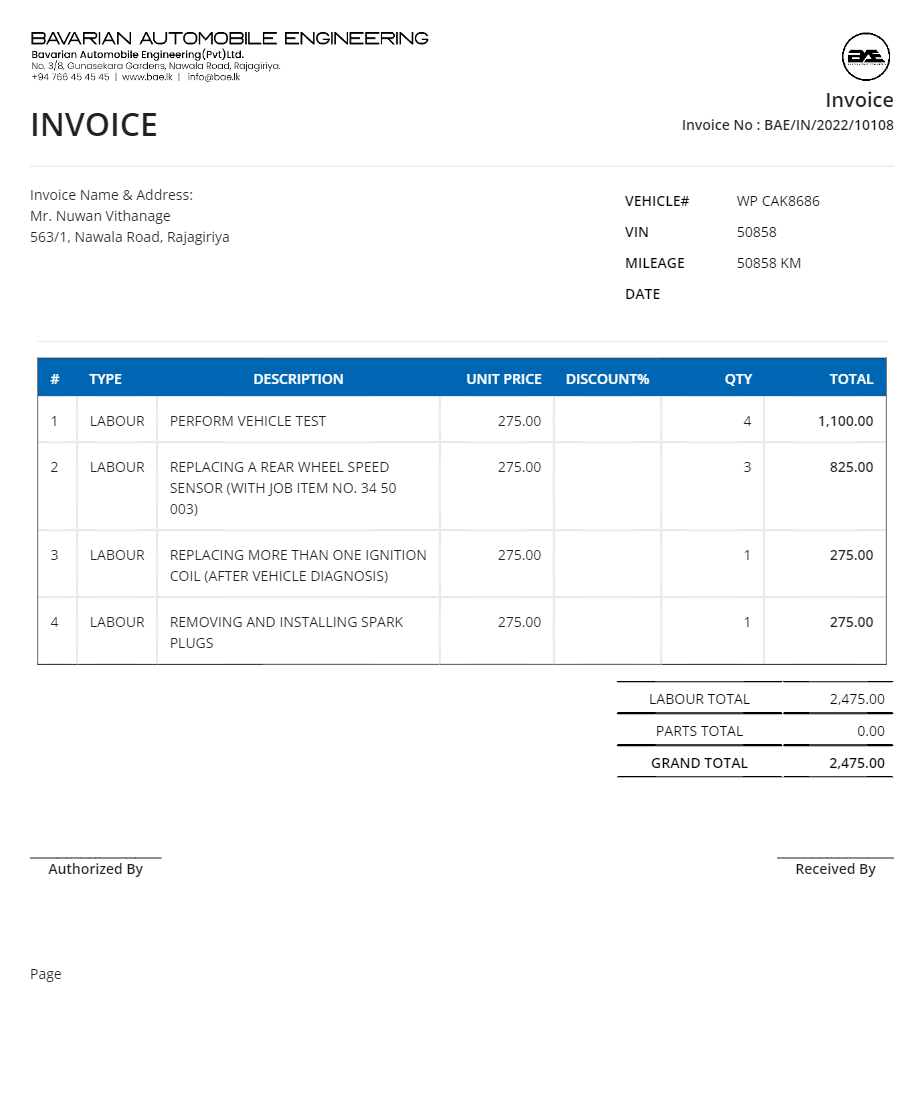 BAVARIAN AUTOMOBILE ENGINEERING
Bavarian Automobile Engineering(Pvt)Ltd.
No. 3/8, Gunasekara Gardens, Nawala Road, Rajagiriya.
+94 766 45 45 45 | www.bae.lk | info@bae.lk
BAE
Invoice
INVOICE
Invoice No : BAE/IN/2022/10108
Invoice Name & Address:
Mr. Nuwan Vithanage
563/1, Nawala Road, Rajagiriya
VEHICLE# WP CAK8686
VIN 50858
MILEAGE 50858 KM
DATE
# TYPE DESCRIPTION UNIT PRICE DISCOUNT% QTY TOTAL
1 LABOUR PERFORM VEHICLE TEST 275.00 4 1,100.00
2 LABOUR REPLACING A REAR WHEEL SPEED 275.00 3 825.00
SENSOR (WITH JOB ITEM NO. 34 50
003)
3 LABOUR REPLACING MORE THAN ONE IGNITION 275.00 1 275.00
COIL (AFTER VEHICLE DIAGNOSIS)
4 LABOUR REMOVING AND INSTALLING SPARK 275.00 1 275.00
PLUGS
LABOUR TOTAL 2,475.00
PARTS TOTAL 0.00
GRAND TOTAL 2,475.00
Authorized By Received By
Page